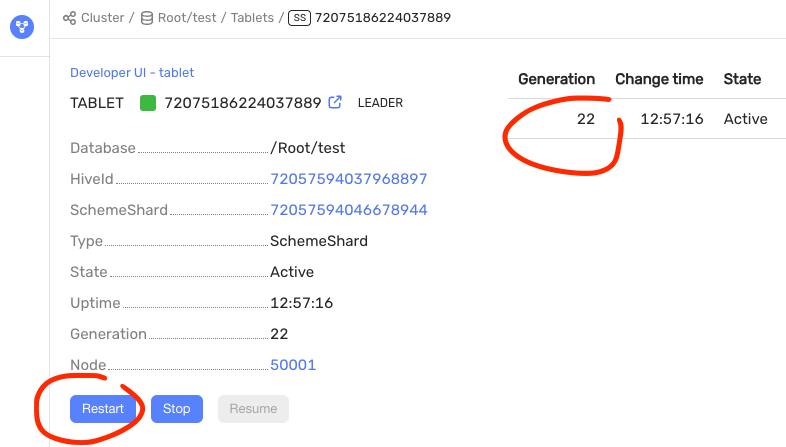 Cluster / Root/test / Tablets / SS 72075186224037889
Developer UI - tablet
TABLET 72075186224037889 LEADER
Database /Root/test
HiveId 72057594037968897
SchemeShard 72057594046678944
Type SchemeShard
State Active
Uptime 12:57:16
Generation 22
Node 50001
Restart Stop Resume
Generation Change time State
22 12:57:16 Active